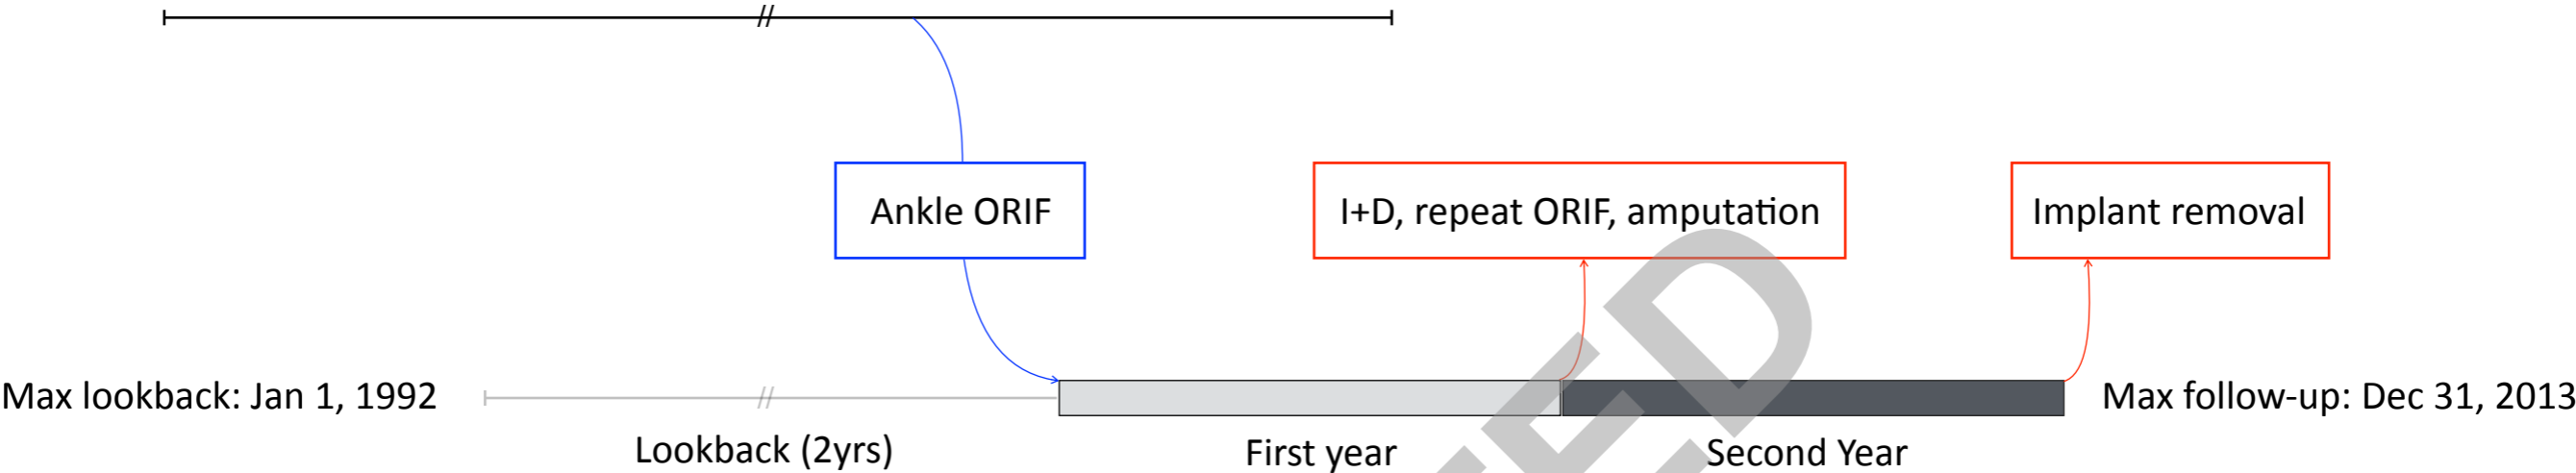 Ankle ORIF
I+D, repeat ORIF, amputation
Implant removal
Max lookback: Jan 1, 1992
Max follow-up: Dec 31, 2013
Lookback (2yrs)
First year
Second Year